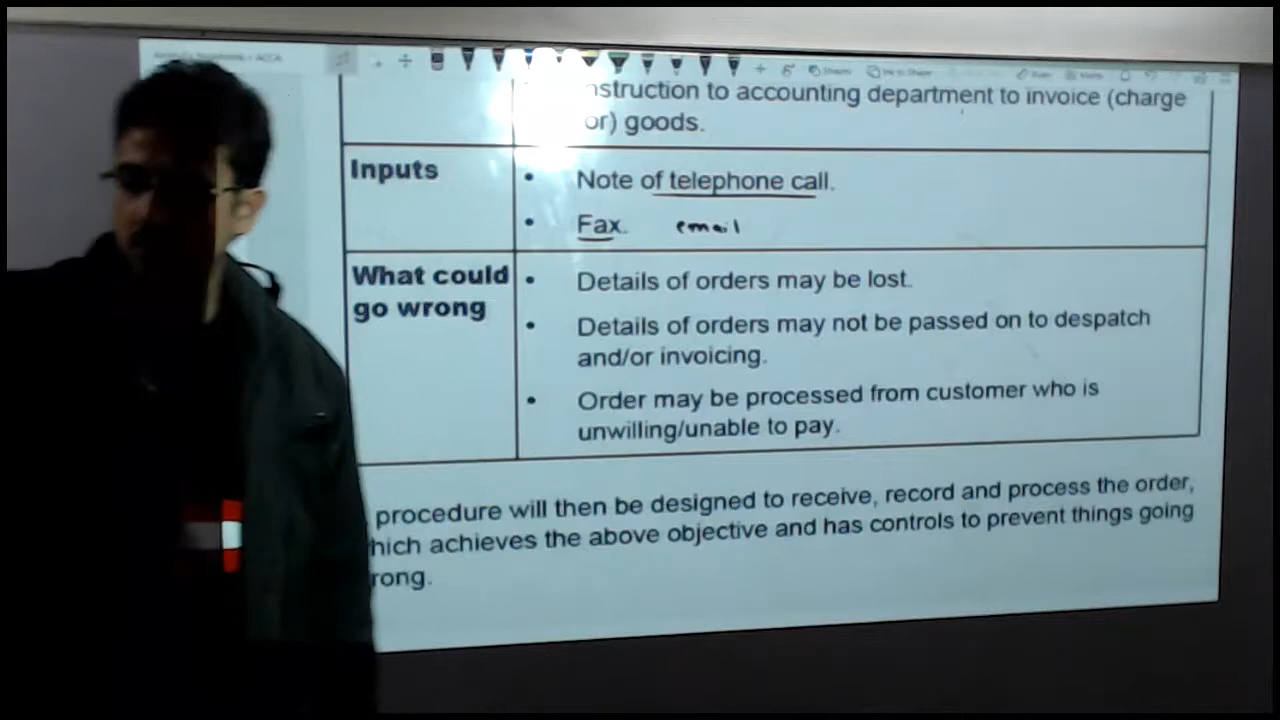 nstruction to accounting department to invoice (charge
or) goods.
Inputs
• Note of telephone call.
• Fax. email
What could
go wrong
• Details of orders may be lost.
• Details of orders may not be passed on to despatch
and/or invoicing.
• Order may be processed from customer who is
unwilling/unable to pay.
procedure will then be designed to receive, record and process the order,
hich achieves the above objective and has controls to prevent things going
rong.